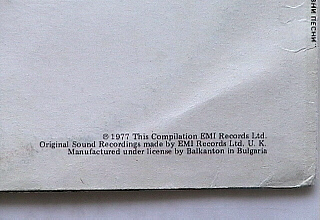 ℗ 1977 This Compilation EMI Records Ltd.
Original Sound Recordings made by EMI Records Ltd. U. K.
Manufactured under license by Balkanton in Bulgaria
ПЕСНИ"